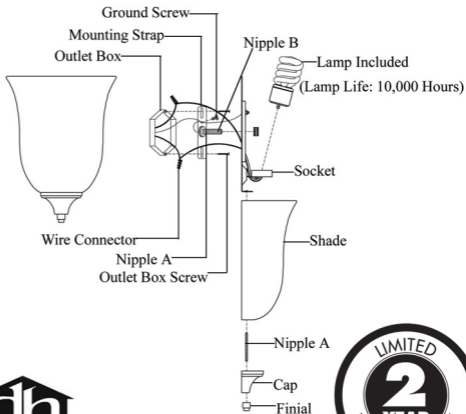 Ground Screw
Mounting Strap
Nipple B
Outlet Box
Lamp Included
(Lamp Life: 10,000 Hours)
Socket
Wire Connector
Shade
Nipple A
Outlet Box Screw
Nipple A
Cap
Finial
LIMITED
2
dh